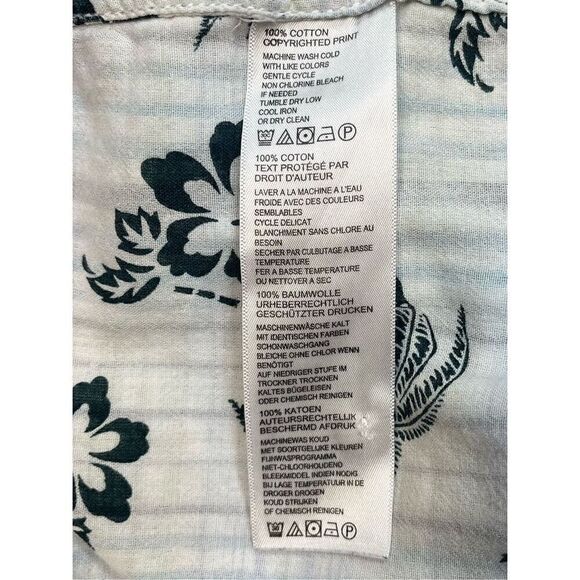 100% COTTON
COPYRIGHTED PRINT
MACHINE WASH COLD
WITH LIKE COLORS
GENTLE CYCLE
NON CHLORINE BLEACH
IF NEEDED
TUMBLE DRY LOW
COOL IRON
OR DRY CLEAN
100% COTON
TEXT PROTÉGÉ PAR
DROIT D'AUTEUR
LAVER A LA MACHINE A L'EAU
FROIDE AVEC DES COULEURS
SEMBLABLES
CYCLE DELICAT
BLANCHIMENT SANS CHLORE AU
BESOIN
SECHER PAR CULBUTAGE A BASSE
TEMPERATURE
FER A BASSE TEMPERATURE
OU NETTOYER A SEC
100% BAUMWOLLE
URHEBERRECHTLICH
GESCHÜTZTER DRUCKEN
MASCHINENWÄSCHE KALT
MIT IDENTISCHEN FARBEN
SCHONWASCHGANG
BLEICHE OHNE CHLOR WENN
BENÖTIGT
AUF NIEDRIGER STUFE IM
TROCKNER TROCKNEN
KALTES BÜGELEISEN
ODER CHEMISCH REINIGEN
100% KATOEN
AUTEURSRECHTELIJK
BESCHERMD AFDRUK
MACHINEWAS KOUD
MET SOORTGELIJKE KLEUREN
FIJNWASPROGRAMMA
NIET-CHLOORHOUDEND
BLEEKMIDDEL INDIEN NODIG
BIJ LAGE TEMPERATUUR IN DE
DROGER DROGEN
KOUD STRIJKEN
OF CHEMISCH REINIGEN